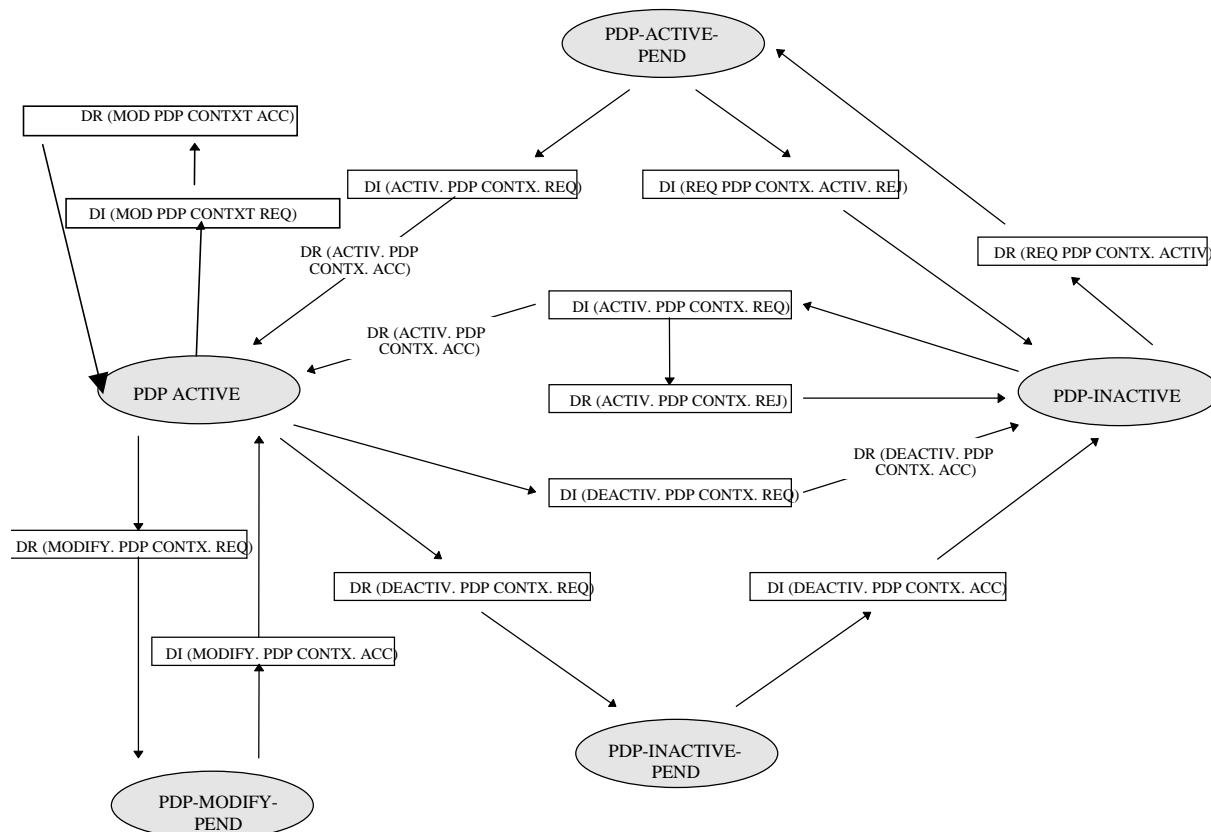 PDP-ACTIVE-
PEND
DR (MOD PDP CONTXT ACC)
DI (ACTIV. PDP CONTX. REQ)
DI (REQ PDP CONTX. ACTIV. REJ)
DI (MOD PDP CONTXT REQ)
DR (ACTIV. PDP
CONTX. ACC)
DR (REQ PDP CONTX. ACTIV)
DI (ACTIV. PDP CONTX. REQ)
DR (ACTIV. PDP
CONTX. ACC)
PDP ACTIVE
DR (ACTIV. PDP CONTX. REJ)
PDP-INACTIVE
DR (DEACTIV. PDP
CONTX. ACC)
DI (DEACTIV. PDP CONTX. REQ)
DR (MODIFY. PDP CONTX. REQ)
DR (DEACTIV. PDP CONTX. REQ)
DI (DEACTIV. PDP CONTX. ACC)
DI (MODIFY. PDP CONTX. ACC)
PDP-INACTIVE-
PEND
PDP-MODIFY-
PEND